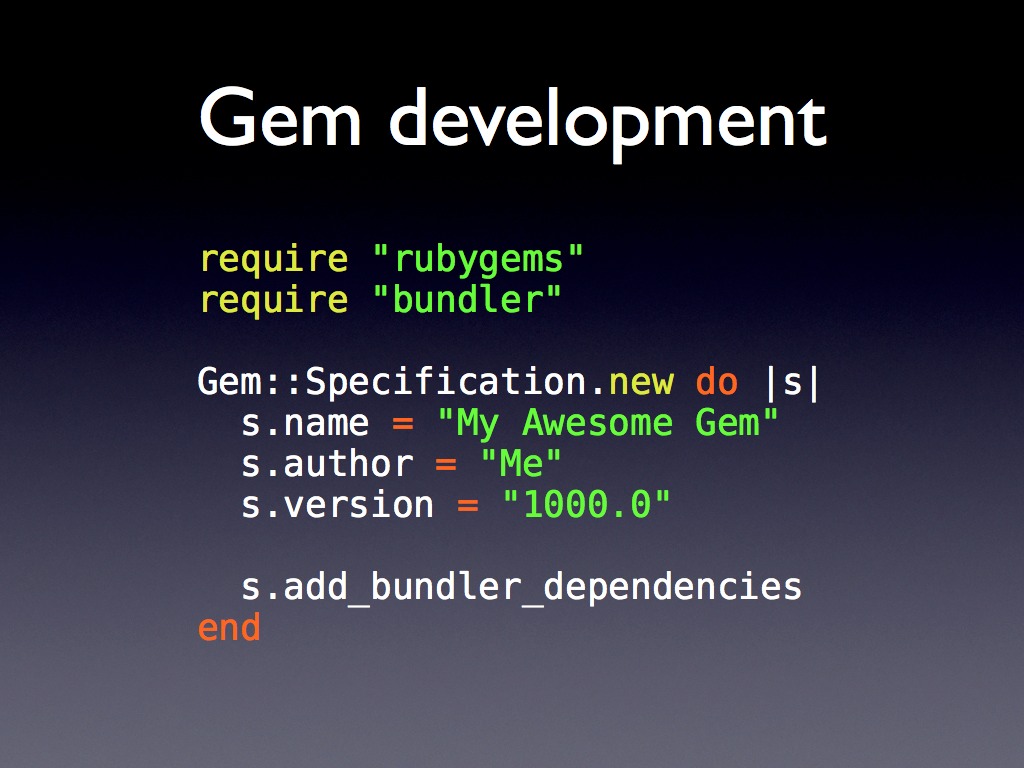 Gem development
require "rubygems"
require "bundler"
Gem::Specification.new do |s|
  s.name = "My Awesome Gem"
  s.author = "Me"
  s.version = "1000.0"
  s.add_bundler_dependencies
end